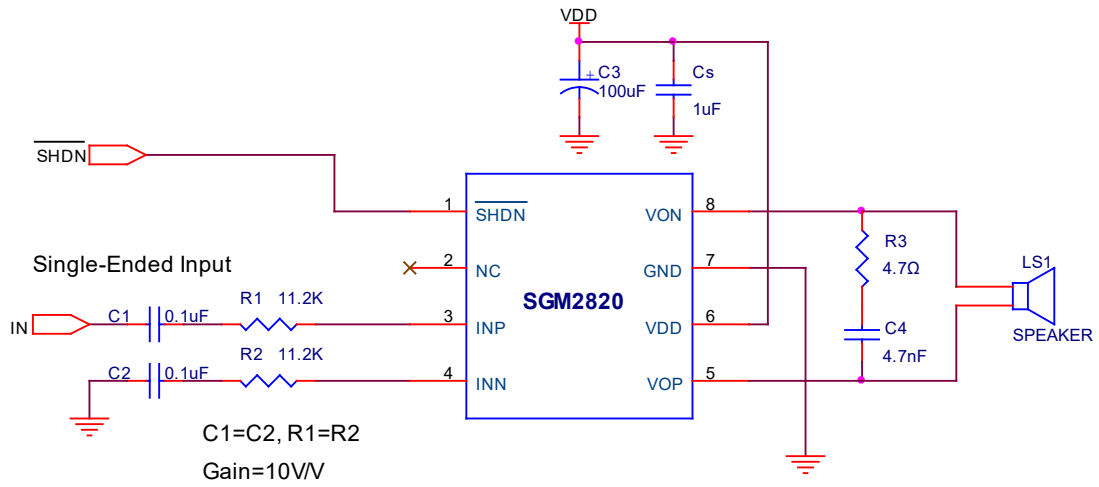 VDD
C3
100uF
Cs
1uF
SHDN
1
SHDN
VON
8
2
NC
GND
7
SGM2820
R3
4.7Ω
LS1
Single-Ended Input
IN
C1
0.1uF
R1 11.2K
3
INP
VDD
6
C4
4.7nF
SPEAKER
C2
0.1uF
R2 11.2K
4
INN
VOP
5
C1=C2, R1=R2
Gain=10V/V
+